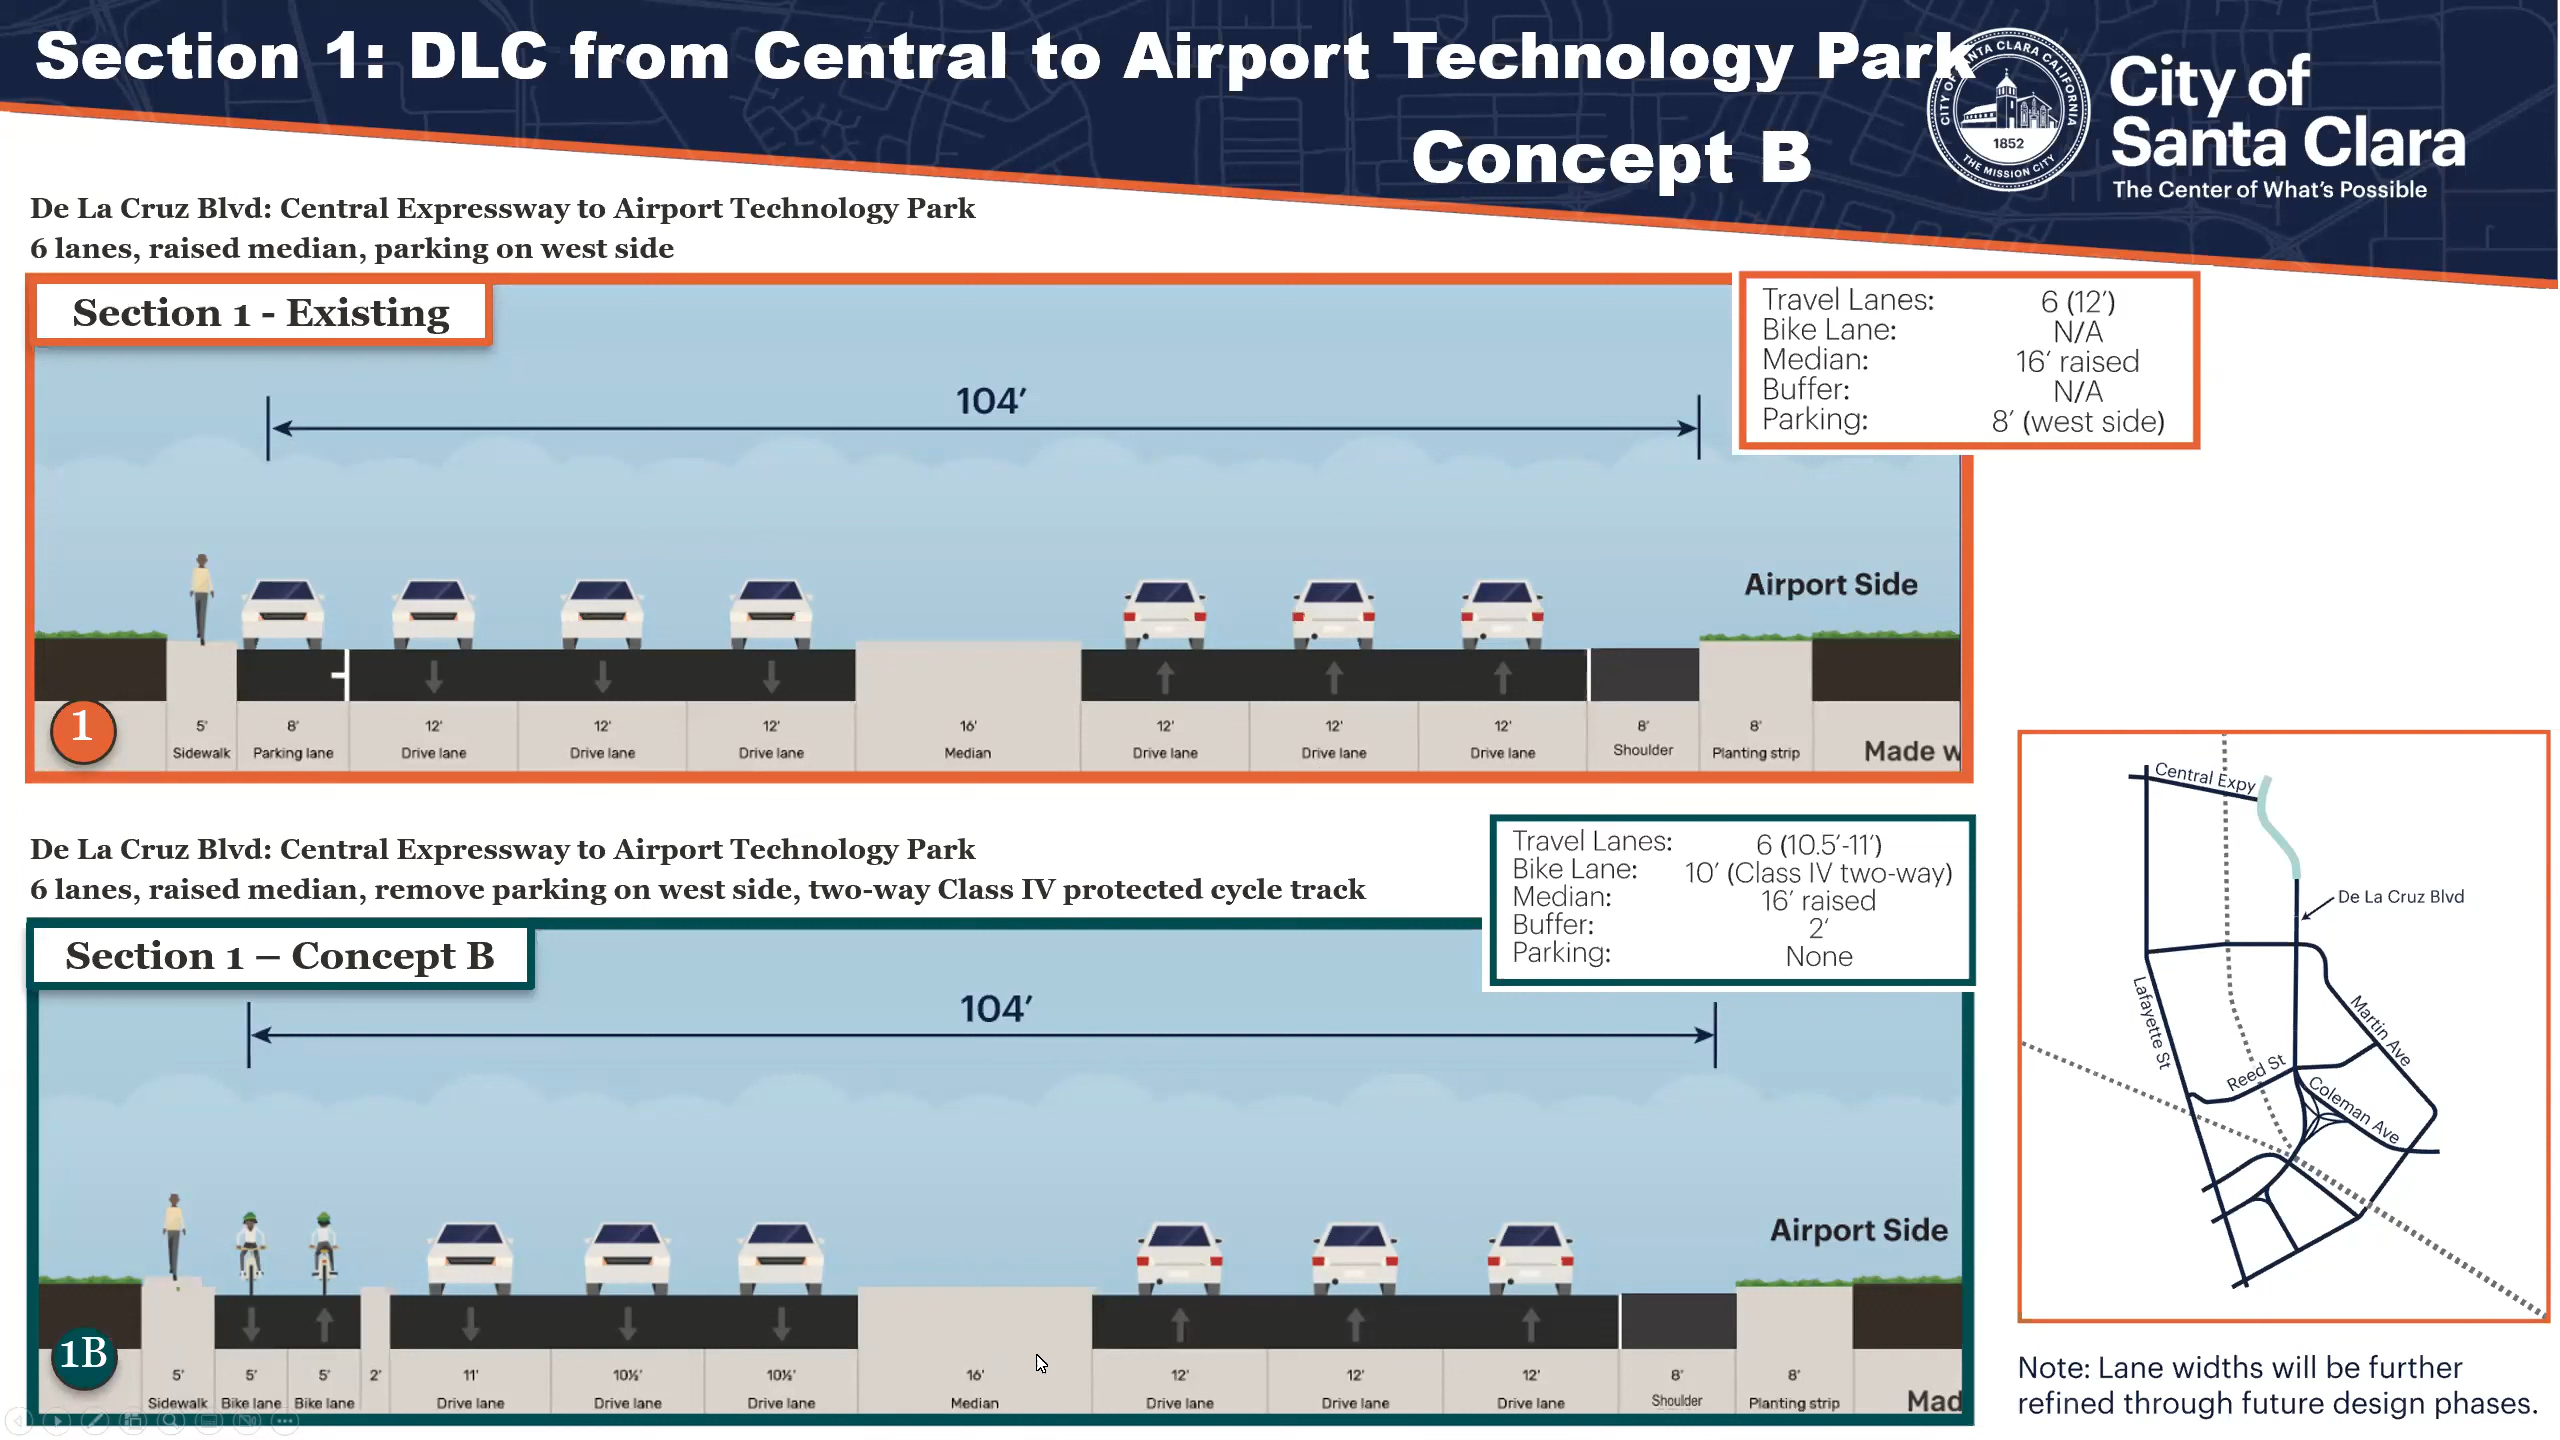 Section 1: DLC from Central to Airport Technology Park
Concept B
CITY OF SANTA CLARA CALIFORNIA
1852
THE MISSION CITY
City of
Santa Clara
The Center of What's Possible
De La Cruz Blvd: Central Expressway to Airport Technology Park
6 lanes, raised median, parking on west side
Section 1 - Existing
Travel Lanes: 6 (12′)
Bike Lane: N/A
Median: 16′ raised
Buffer: N/A
Parking: 8′ (west side)
104′
Airport Side
1
5' 8' 12' 12' 12' 16' 12' 12' 12' 8' 8'
Sidewalk Parking lane Drive lane Drive lane Drive lane Median Drive lane Drive lane Drive lane Shoulder Planting strip Made w
De La Cruz Blvd: Central Expressway to Airport Technology Park
6 lanes, raised median, remove parking on west side, two-way Class IV protected cycle track
Section 1 – Concept B
Travel Lanes: 6 (10.5′-11′)
Bike Lane: 10′ (Class IV two-way)
Median: 16′ raised
Buffer: 2′
Parking: None
104′
Airport Side
1B
5' 5' 5' 2' 11' 10½' 10½' 16' 12' 12' 12' 8' 8'
Sidewalk Bike lane Bike lane Drive lane Drive lane Drive lane Median Drive lane Drive lane Drive lane Shoulder Planting strip Mad
Central Expy
De La Cruz Blvd
Lafayette St
Martin Ave
Reed St
Coleman Ave
Note: Lane widths will be further
refined through future design phases.